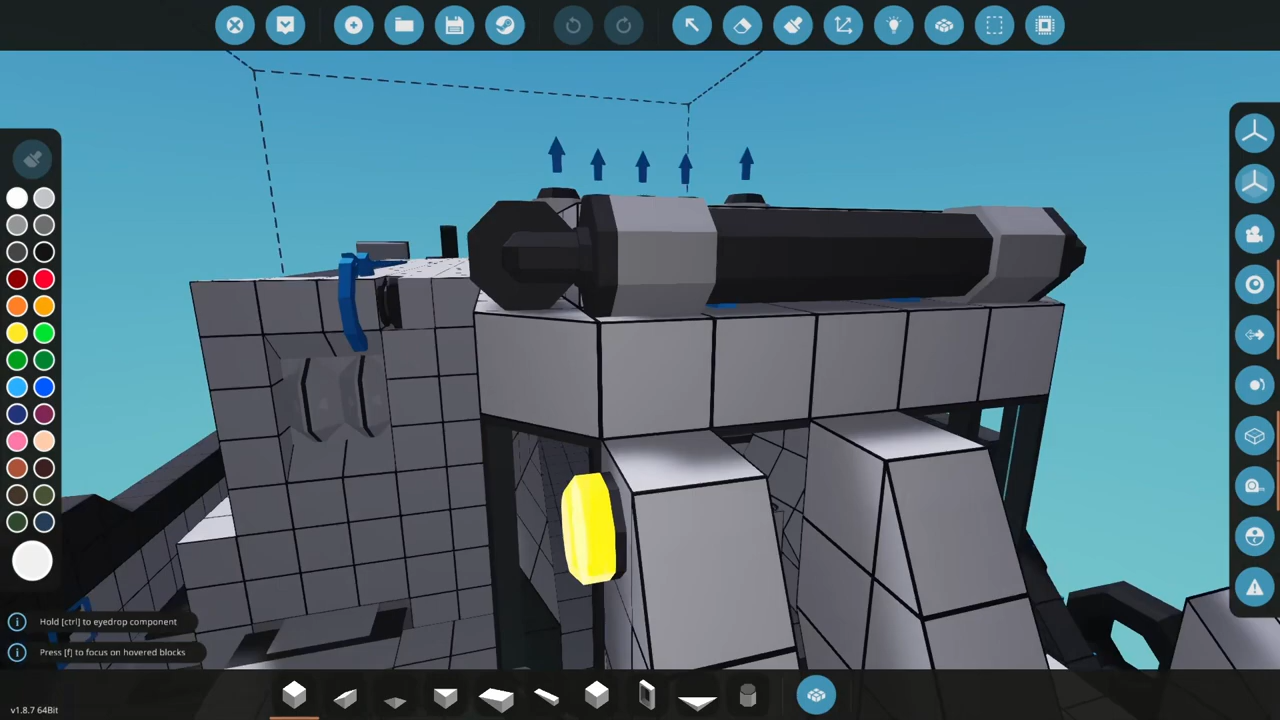 Hold [ctrl] to eyedrop component
Press [f] to focus on hovered blocks
v1.8.7 64Bit